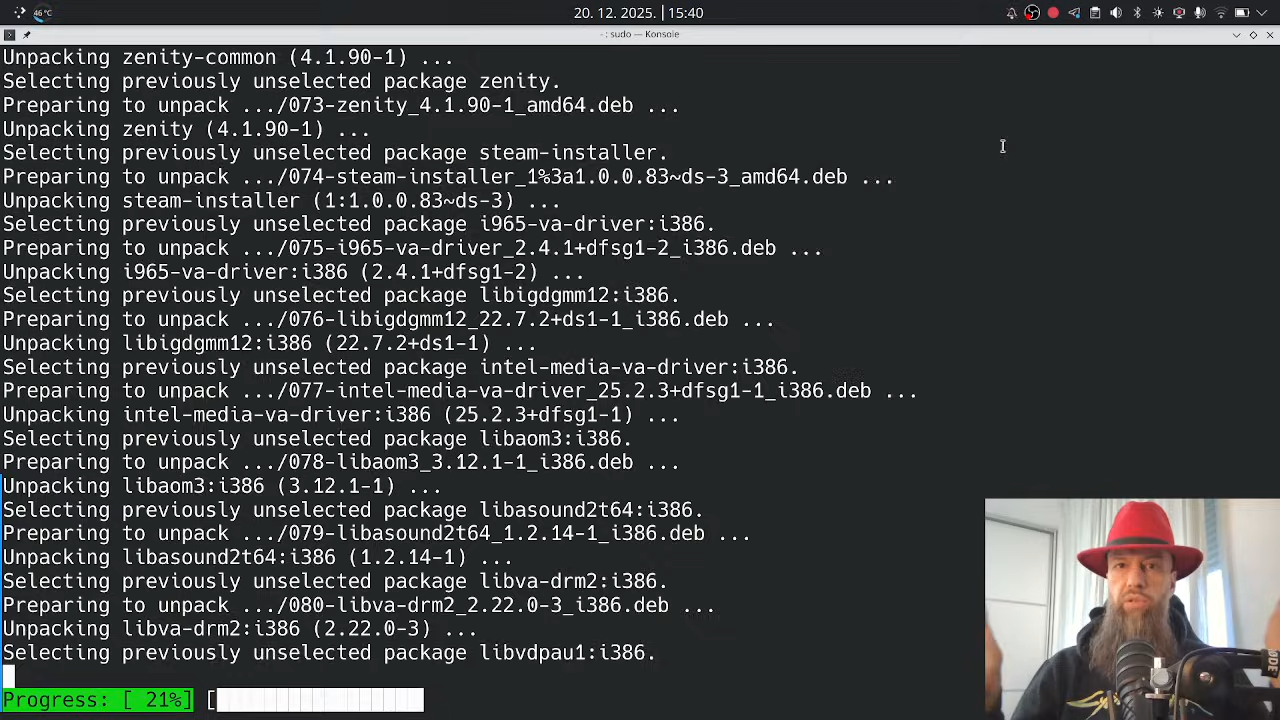 46 °C
20. 12. 2025. | 15:40
~ : sudo — Konsole
Unpacking zenity-common (4.1.90-1) ...
Selecting previously unselected package zenity.
Preparing to unpack .../073-zenity_4.1.90-1_amd64.deb ...
Unpacking zenity (4.1.90-1) ...
Selecting previously unselected package steam-installer.
Preparing to unpack .../074-steam-installer_1%3a1.0.0.83~ds-3_amd64.deb ...
Unpacking steam-installer (1:1.0.0.83~ds-3) ...
Selecting previously unselected package i965-va-driver:i386.
Preparing to unpack .../075-i965-va-driver_2.4.1+dfsg1-2_i386.deb ...
Unpacking i965-va-driver:i386 (2.4.1+dfsg1-2) ...
Selecting previously unselected package libigdgmm12:i386.
Preparing to unpack .../076-libigdgmm12_22.7.2+ds1-1_i386.deb ...
Unpacking libigdgmm12:i386 (22.7.2+ds1-1) ...
Selecting previously unselected package intel-media-va-driver:i386.
Preparing to unpack .../077-intel-media-va-driver_25.2.3+dfsg1-1_i386.deb ...
Unpacking intel-media-va-driver:i386 (25.2.3+dfsg1-1) ...
Selecting previously unselected package libaom3:i386.
Preparing to unpack .../078-libaom3_3.12.1-1_i386.deb ...
Unpacking libaom3:i386 (3.12.1-1) ...
Selecting previously unselected package libasound2t64:i386.
Preparing to unpack .../079-libasound2t64_1.2.14-1_i386.deb ...
Unpacking libasound2t64:i386 (1.2.14-1) ...
Selecting previously unselected package libva-drm2:i386.
Preparing to unpack .../080-libva-drm2_2.22.0-3_i386.deb ...
Unpacking libva-drm2:i386 (2.22.0-3) ...
Selecting previously unselected package libvdpau1:i386.
Progress: [ 21%] [